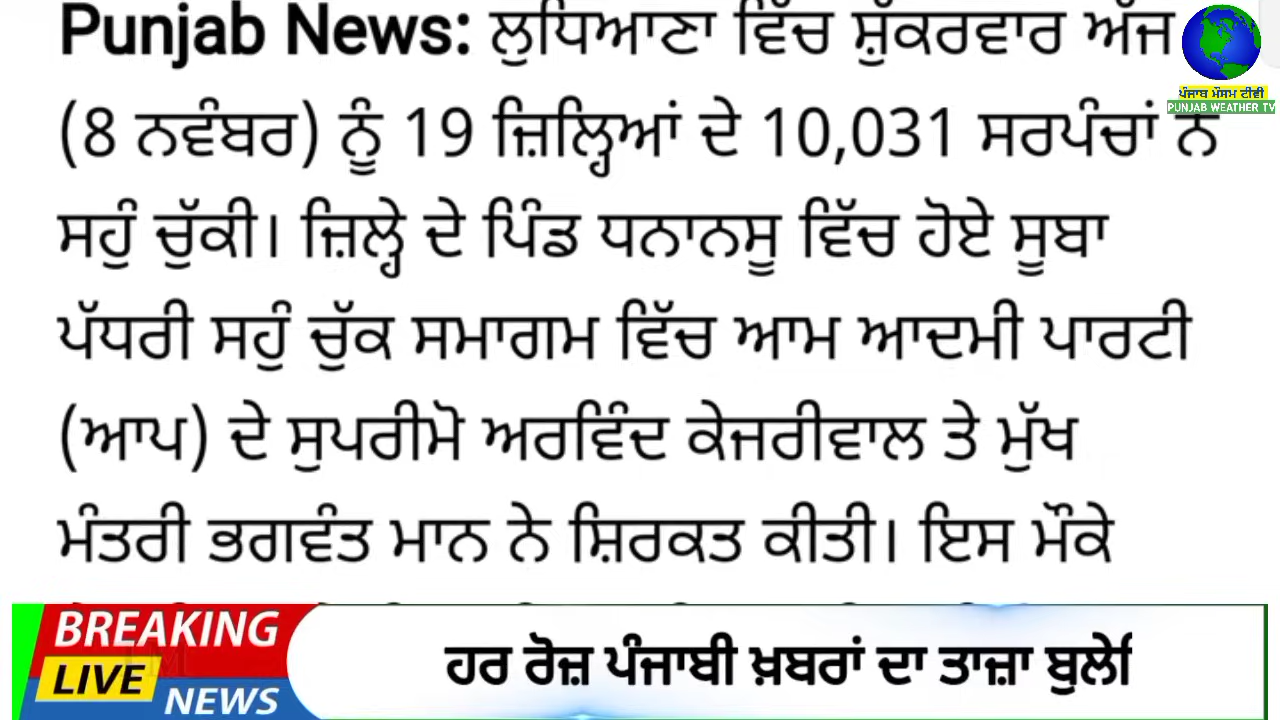 Punjab News: ਲੁਧਿਆਣਾ ਵਿੱਚ ਸ਼ੁੱਕਰਵਾਰ ਅੱਜ
(8 ਨਵੰਬਰ) ਨੂੰ 19 ਜ਼ਿਲ੍ਹਿਆਂ ਦੇ 10,031 ਸਰਪੰਚਾਂ ਨੇ
ਸਹੁੰ ਚੁੱਕੀ। ਜ਼ਿਲ੍ਹੇ ਦੇ ਪਿੰਡ ਧਨਾਨਸੂ ਵਿੱਚ ਹੋਏ ਸੂਬਾ
ਪੱਧਰੀ ਸਹੁੰ ਚੁੱਕ ਸਮਾਗਮ ਵਿੱਚ ਆਮ ਆਦਮੀ ਪਾਰਟੀ
(ਆਪ) ਦੇ ਸੁਪਰੀਮੋ ਅਰਵਿੰਦ ਕੇਜਰੀਵਾਲ ਤੇ ਮੁੱਖ
ਮੰਤਰੀ ਭਗਵੰਤ ਮਾਨ ਨੇ ਸ਼ਿਰਕਤ ਕੀਤੀ। ਇਸ ਮੌਕੇ
ਪੰਜਾਬ ਮੌਸਮ ਟੀਵੀ
PUNJAB WEATHER TV
BREAKING
LIVE
NEWS
ਹਰ ਰੋਜ਼ ਪੰਜਾਬੀ ਖ਼ਬਰਾਂ ਦਾ ਤਾਜ਼ਾ